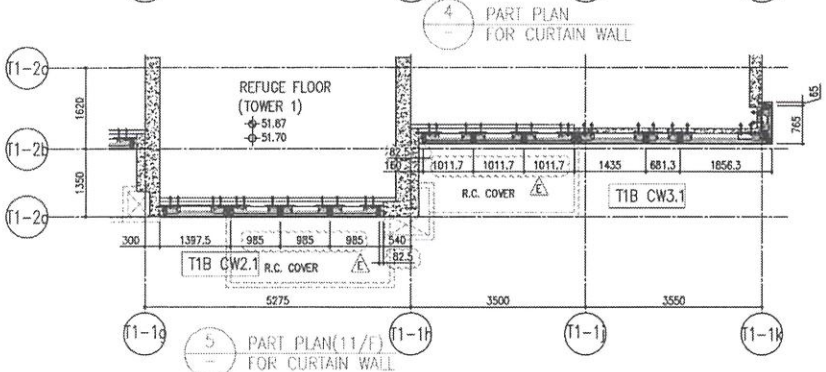 4
PART PLAN
FOR CURTAIN WALL
T1-2c
T1-2b
T1-2a
1620
1350
REFUGE FLOOR
(TOWER 1)
51.87
51.70
65
765
82.5
160
1011.7
1011.7
1011.7
1435
681.3
1856.3
R.C. COVER
E
T1B CW3.1
300
1397.5
985
985
985
540
82.5
T1B CW2.1
R.C. COVER
E
5275
3500
3550
T1-1g
T1-1h
T1-1j
T1-1k
5
PART PLAN(11/F)
FOR CURTAIN WALL